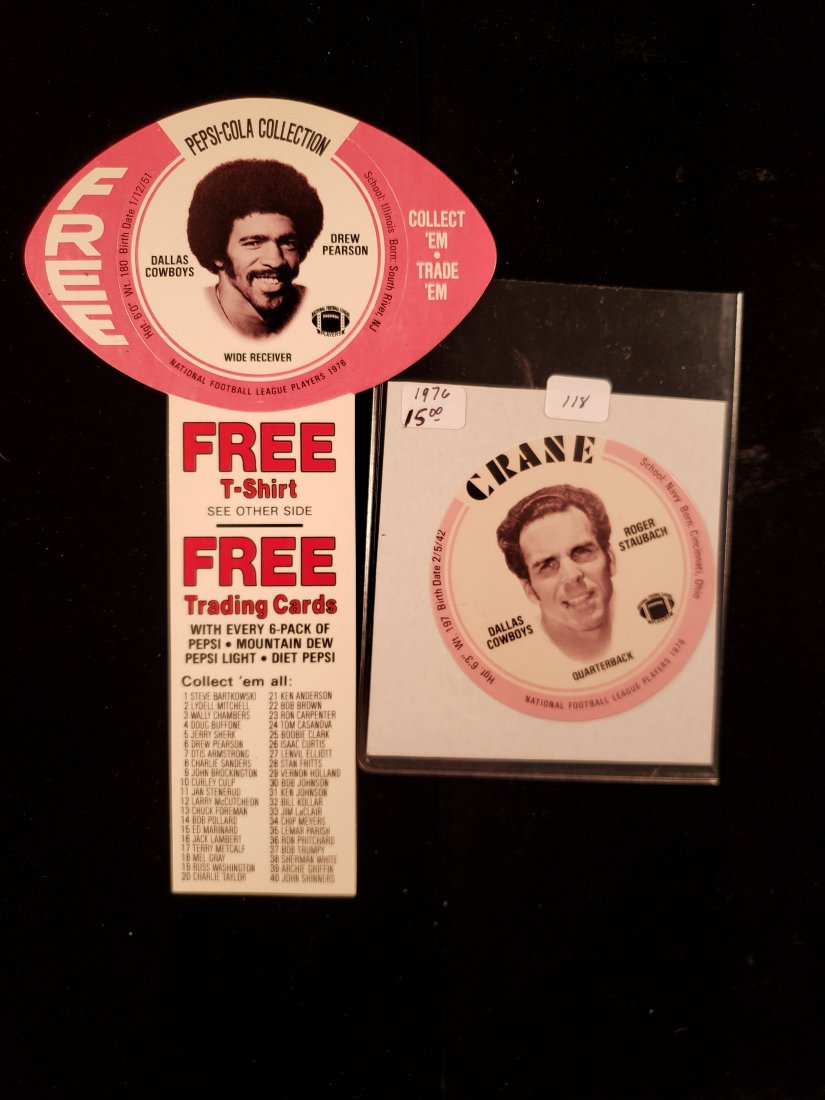 PEPSI-COLA COLLECTION
FREE
Hgt. 6'0" Wt. 180 Birth Date 1/12/51
DALLAS
COWBOYS
DREW
PEARSON
School: Illinois Born: South River, NJ
COLLECT
'EM
•
TRADE
'EM
NATIONAL FOOTBALL LEAGUE
PLAYERS
WIDE RECEIVER
NATIONAL FOOTBALL LEAGUE PLAYERS 1976
FREE
T-Shirt
SEE OTHER SIDE
FREE
Trading Cards
WITH EVERY 6-PACK OF
PEPSI • MOUNTAIN DEW
PEPSI LIGHT • DIET PEPSI
Collect 'em all:
1 STEVE BARTKOWSKI
2 LYDELL MITCHELL
3 WALLY CHAMBERS
4 DOUG BUFFONE
5 JERRY SHERK
6 DREW PEARSON
7 OTIS ARMSTRONG
8 CHARLIE SANDERS
9 JOHN BROCKINGTON
10 CURLEY CULP
11 JAN STENERUD
12 LARRY McCUTCHEON
13 CHUCK FOREMAN
14 BOB POLLARD
15 ED MARINARO
16 JACK LAMBERT
17 TERRY METCALF
18 MEL GRAY
19 RUSS WASHINGTON
20 CHARLIE TAYLOR
21 KEN ANDERSON
22 BOB BROWN
23 RON CARPENTER
24 TOM CASANOVA
25 BOOBIE CLARK
26 ISAAC CURTIS
27 LENVIL ELLIOTT
28 STAN FRITTS
29 VERNON HOLLAND
30 BOB JOHNSON
31 KEN JOHNSON
32 BILL KOLLAR
33 JIM LeCLAIR
34 CHIP MEYERS
35 LEMAR PARISH
36 RON PRITCHARD
37 BOB TRUMPY
38 SHERMAN WHITE
39 ARCHIE GRIFFIN
40 JOHN SHINNERS
1976
15.00
118
CRANE
Hgt. 6'3" Wt. 197 Birth Date 2/5/42
ROGER
STAUBACH
School: Navy Born: Cincinnati, Ohio
DALLAS
COWBOYS
PLAYERS
QUARTERBACK
NATIONAL FOOTBALL LEAGUE PLAYERS 1976